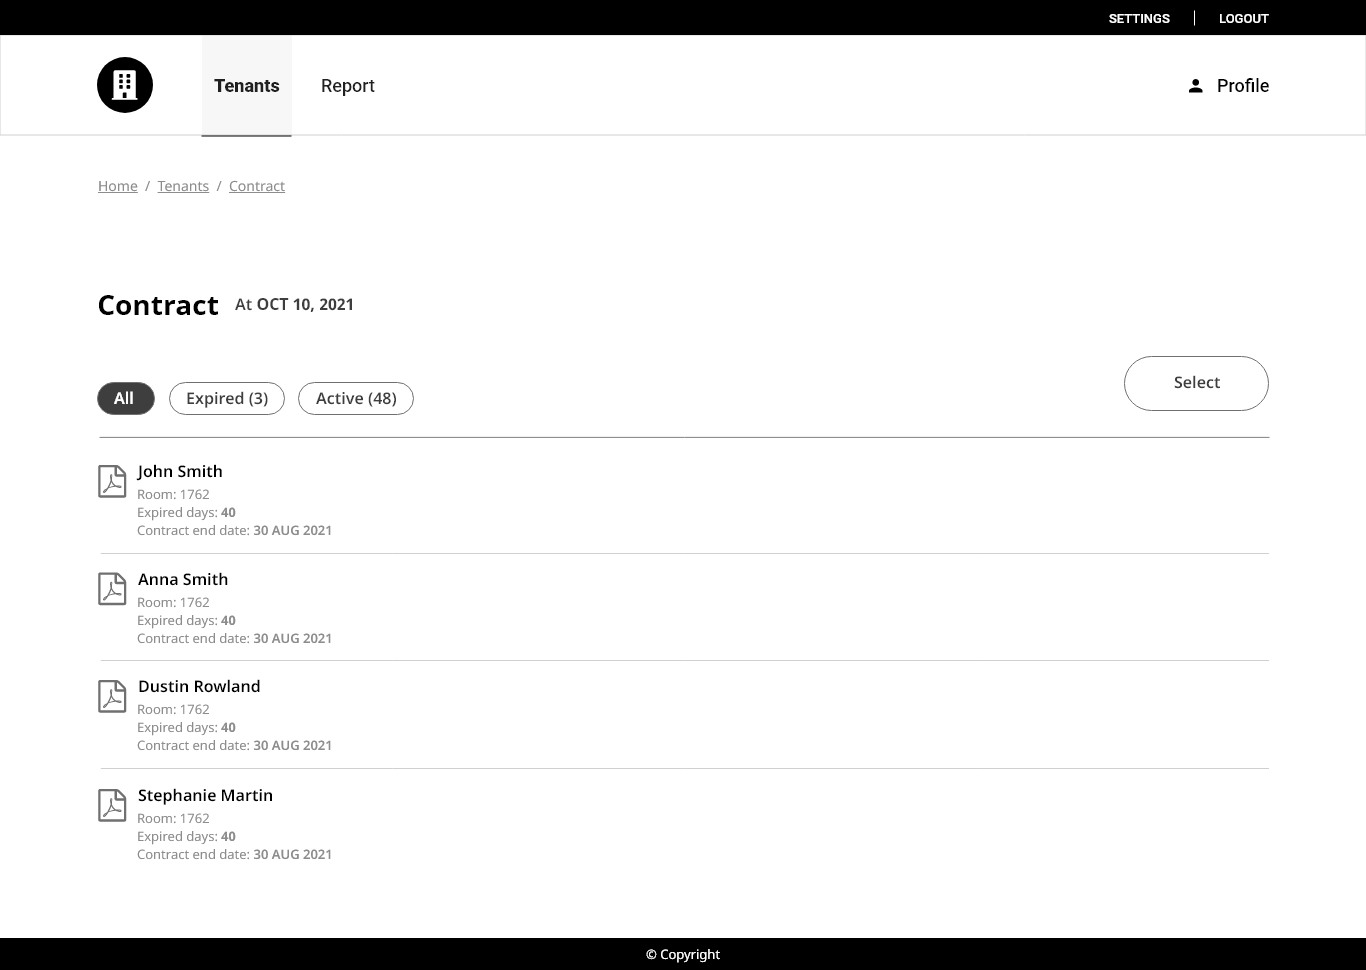 SETTINGS | LOGOUT
Tenants Report Profile
Home / Tenants / Contract
Contract At OCT 10, 2021
All Expired (3) Active (48) Select
John Smith
Room: 1762
Expired days: 40
Contract end date: 30 AUG 2021
Anna Smith
Room: 1762
Expired days: 40
Contract end date: 30 AUG 2021
Dustin Rowland
Room: 1762
Expired days: 40
Contract end date: 30 AUG 2021
Stephanie Martin
Room: 1762
Expired days: 40
Contract end date: 30 AUG 2021
© Copyright